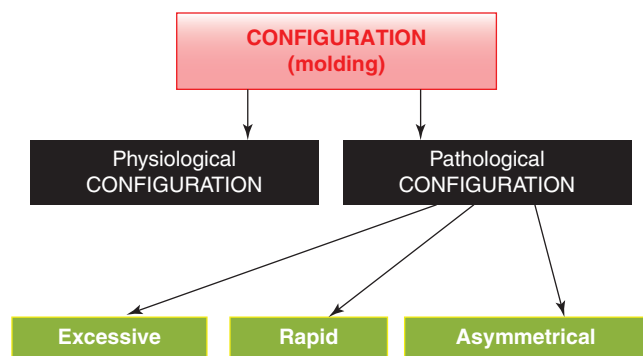 CONFIGURATION
(molding)
Physiological
CONFIGURATION
Pathological
CONFIGURATION
Excessive
Rapid
Asymmetrical